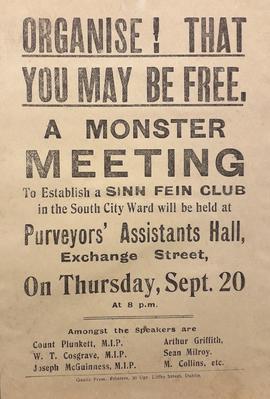 ORGANISE! THAT
YOU MAY BE FREE.
A MONSTER
MEETING
To Establish a SINN FEIN CLUB
in the South City Ward will be held at
Purveyors' Assistants Hall,
Exchange Street,
On Thursday, Sept. 20
At 8 p.m.
Amongst the Speakers are
Count Plunkett, M.I.P. Arthur Griffith,
W. T. Cosgrave, M.I.P. Sean Milroy,
Joseph McGuinness, M.I.P. M. Collins, etc.
Gaelic Press, Printers, 30 Upr. Liffey Street, Dublin.